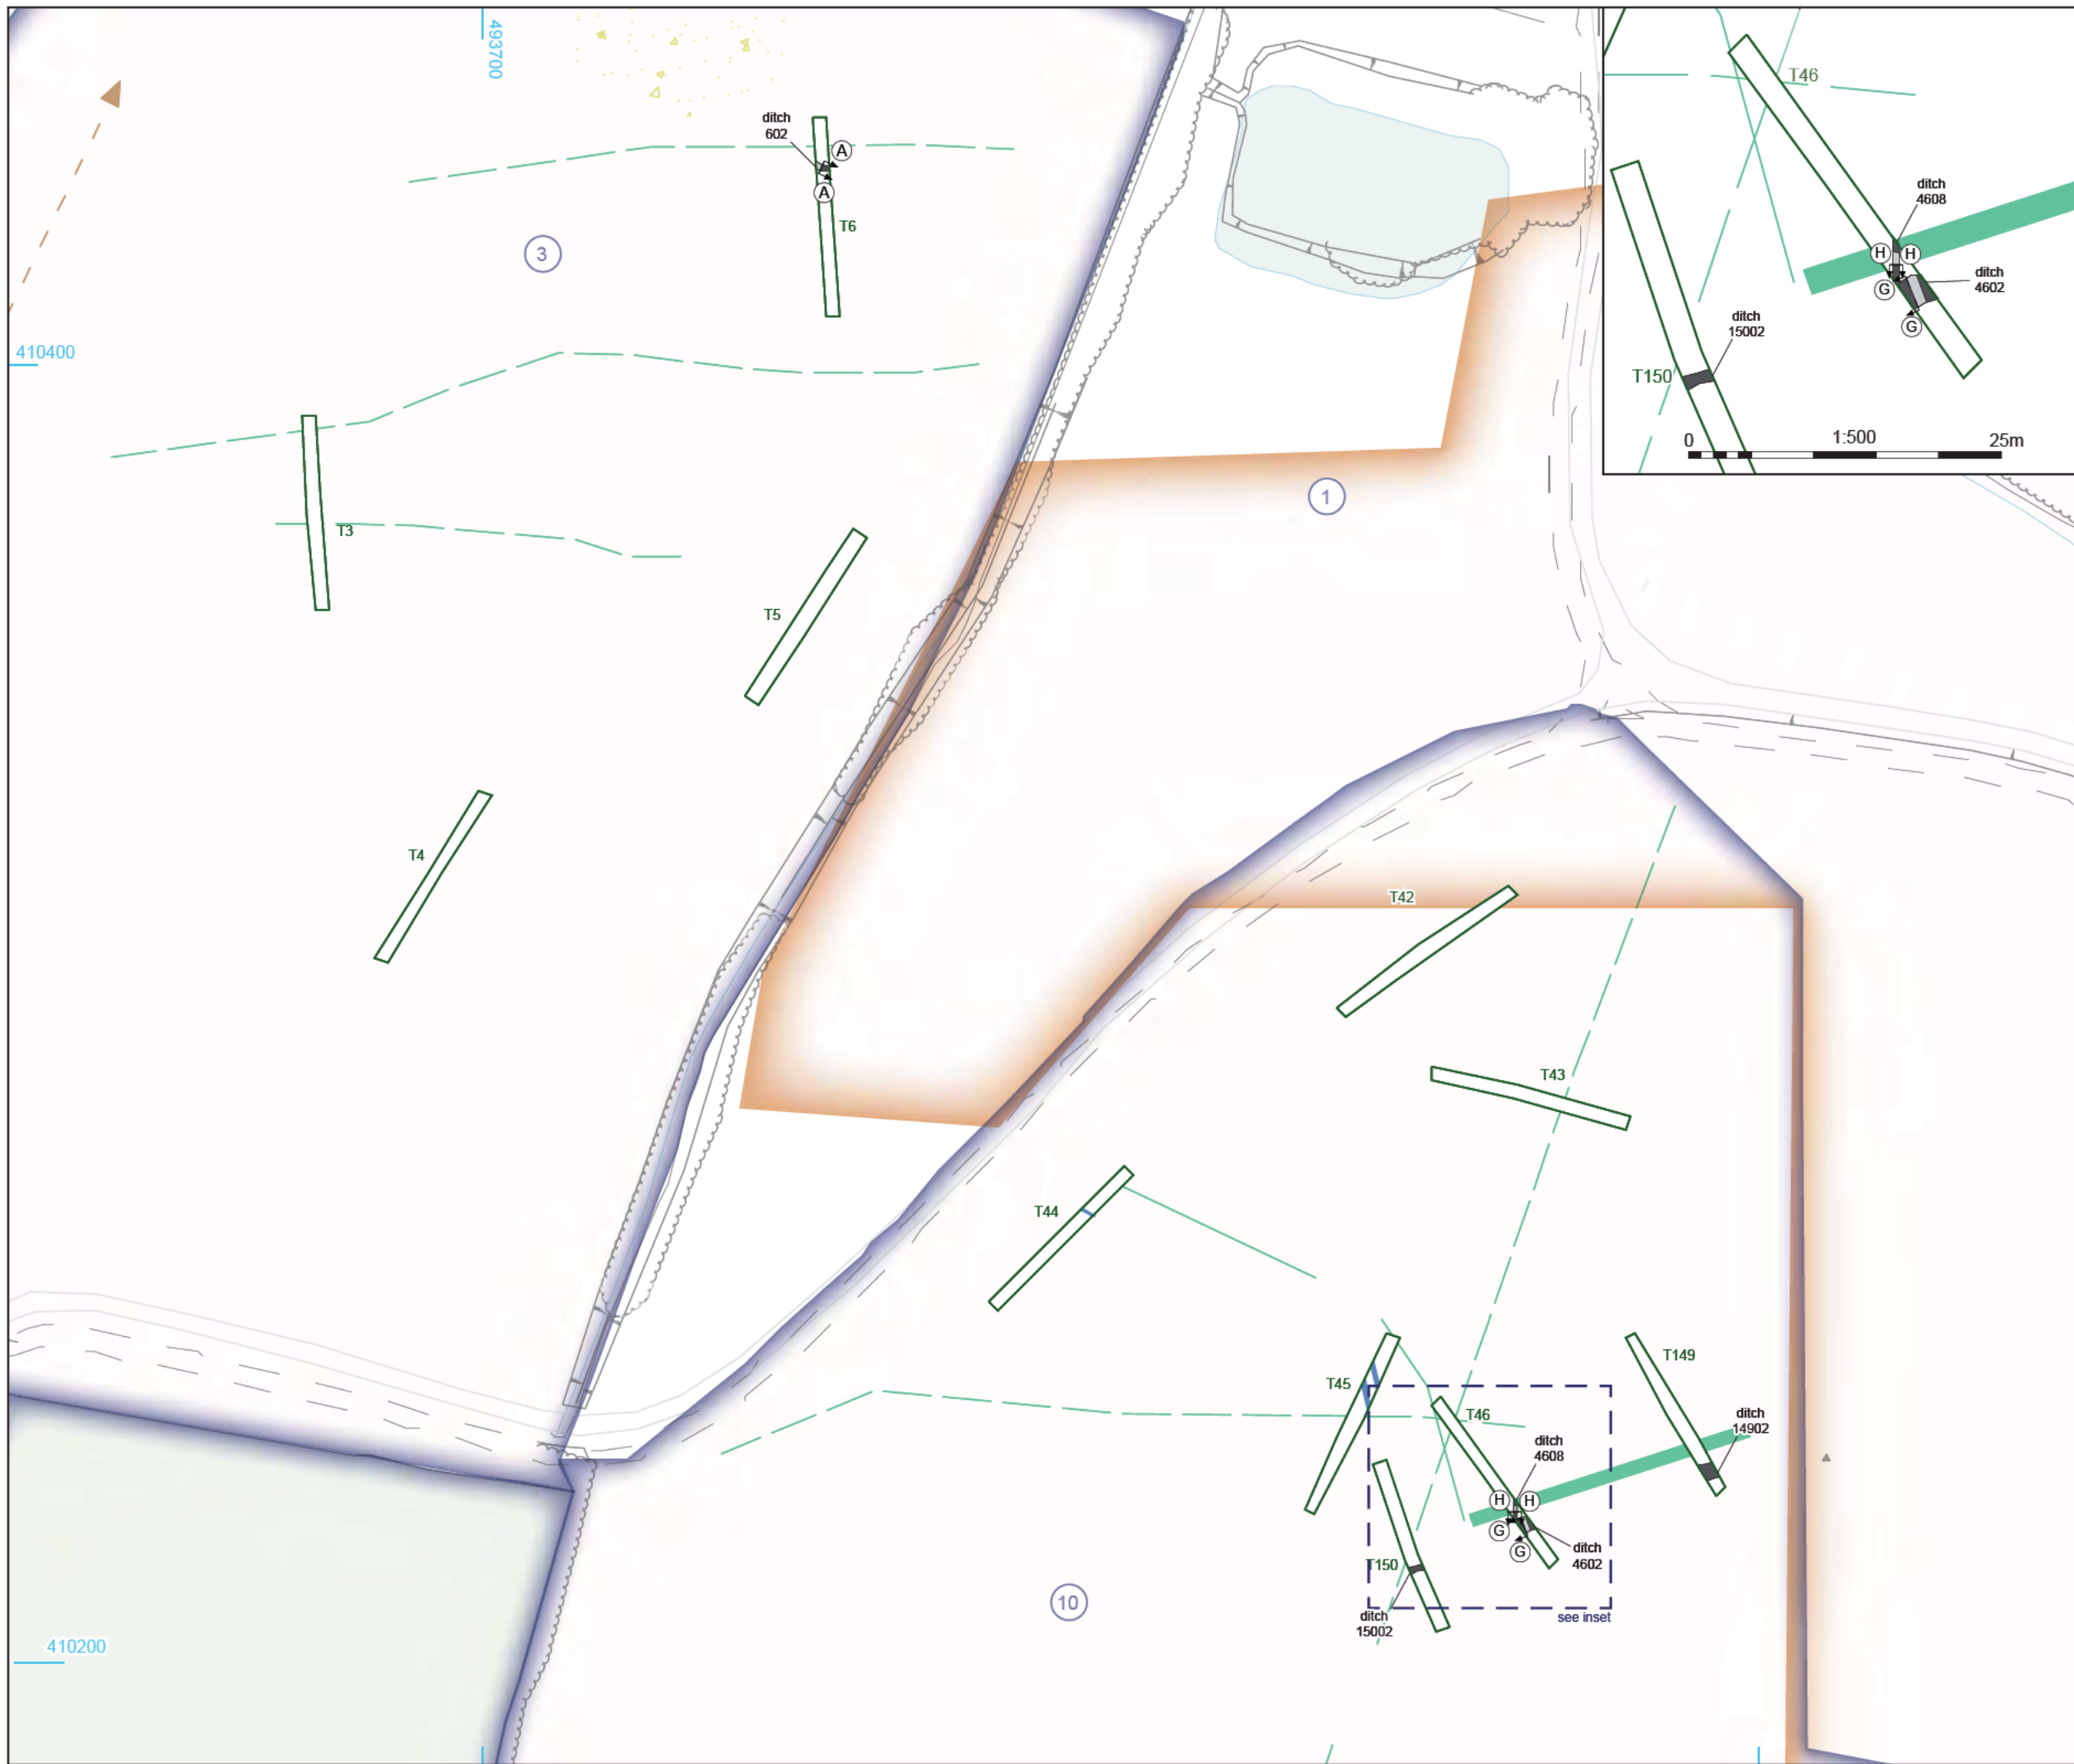 493700
ditch
602
A
A
T6
3
410400
T3
T5
T4
1
T46
ditch
4608
H
H
G
ditch
4602
G
ditch
15002
T150
0
1:500
25m
T42
T43
T44
T45
T46
T149
ditch
14902
ditch
4608
H
H
G
G
ditch
4602
T150
ditch
15002
see inset
10
410200